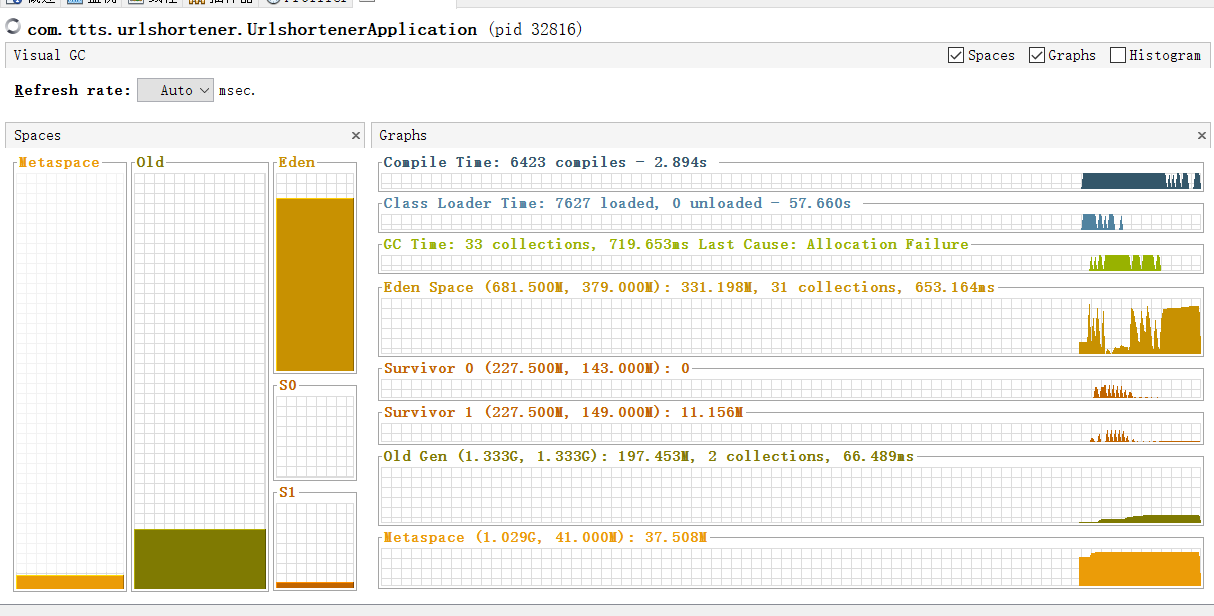 com.ttts.urlshortener.UrlshortenerApplication (pid 32816)
Visual GC
Spaces
Graphs
Histogram
Refresh rate: Auto msec.
Spaces
Metaspace
Old
Eden
S0
S1
Graphs
Compile Time: 6423 compiles - 2.894s
Class Loader Time: 7627 loaded, 0 unloaded - 57.660s
GC Time: 33 collections, 719.653ms Last Cause: Allocation Failure
Eden Space (681.500M, 379.000M): 331.198M, 31 collections, 653.164ms
Survivor 0 (227.500M, 143.000M): 0
Survivor 1 (227.500M, 149.000M): 11.156M
Old Gen (1.333G, 1.333G): 197.453M, 2 collections, 66.489ms
Metaspace (1.029G, 41.000M): 37.508M